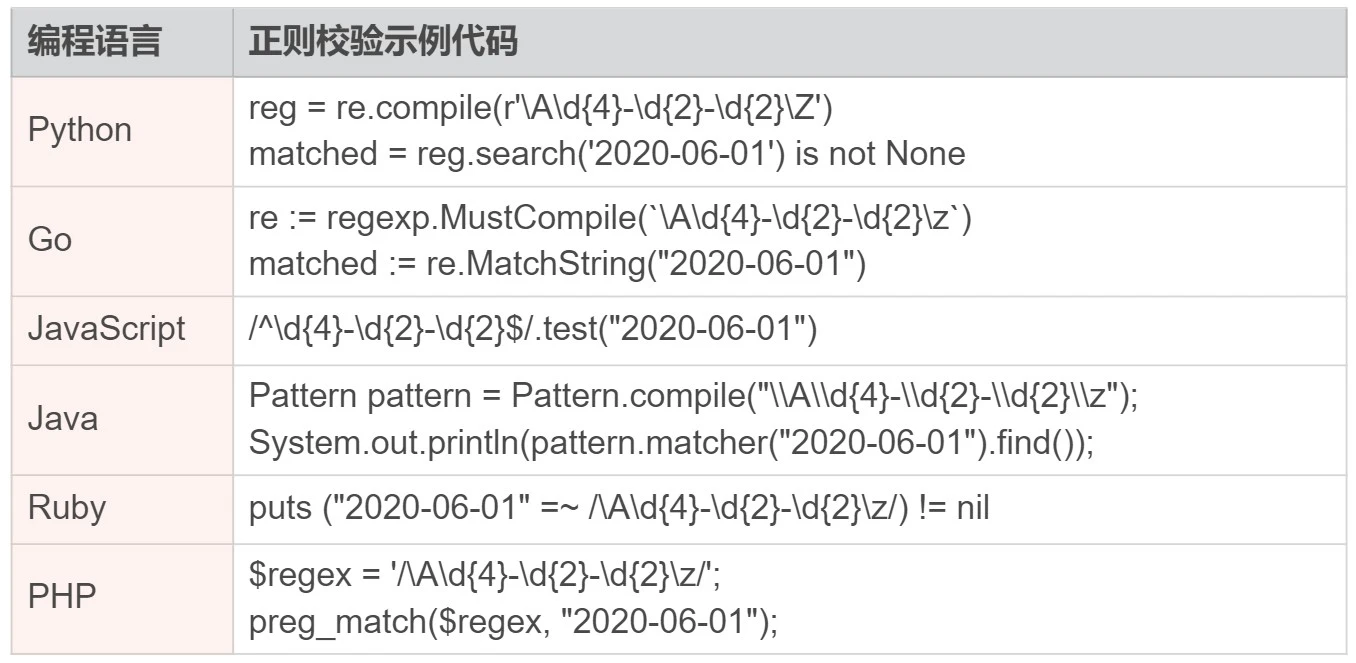 编程语言 正则校验示例代码
Python
reg = re.compile(r'\A\d{4}-\d{2}-\d{2}\Z')
matched = reg.search('2020-06-01') is not None
Go
re := regexp.MustCompile(`\A\d{4}-\d{2}-\d{2}\z`)
matched := re.MatchString("2020-06-01")
JavaScript /^\d{4}-\d{2}-\d{2}$/.test("2020-06-01")
Java
Pattern pattern = Pattern.compile("\\A\\d{4}-\\d{2}-\\d{2}\\z");
System.out.println(pattern.matcher("2020-06-01").find());
Ruby puts ("2020-06-01" =~ /\A\d{4}-\d{2}-\d{2}\z/) != nil
PHP
$regex = '/\A\d{4}-\d{2}-\d{2}\z/';
preg_match($regex, "2020-06-01");